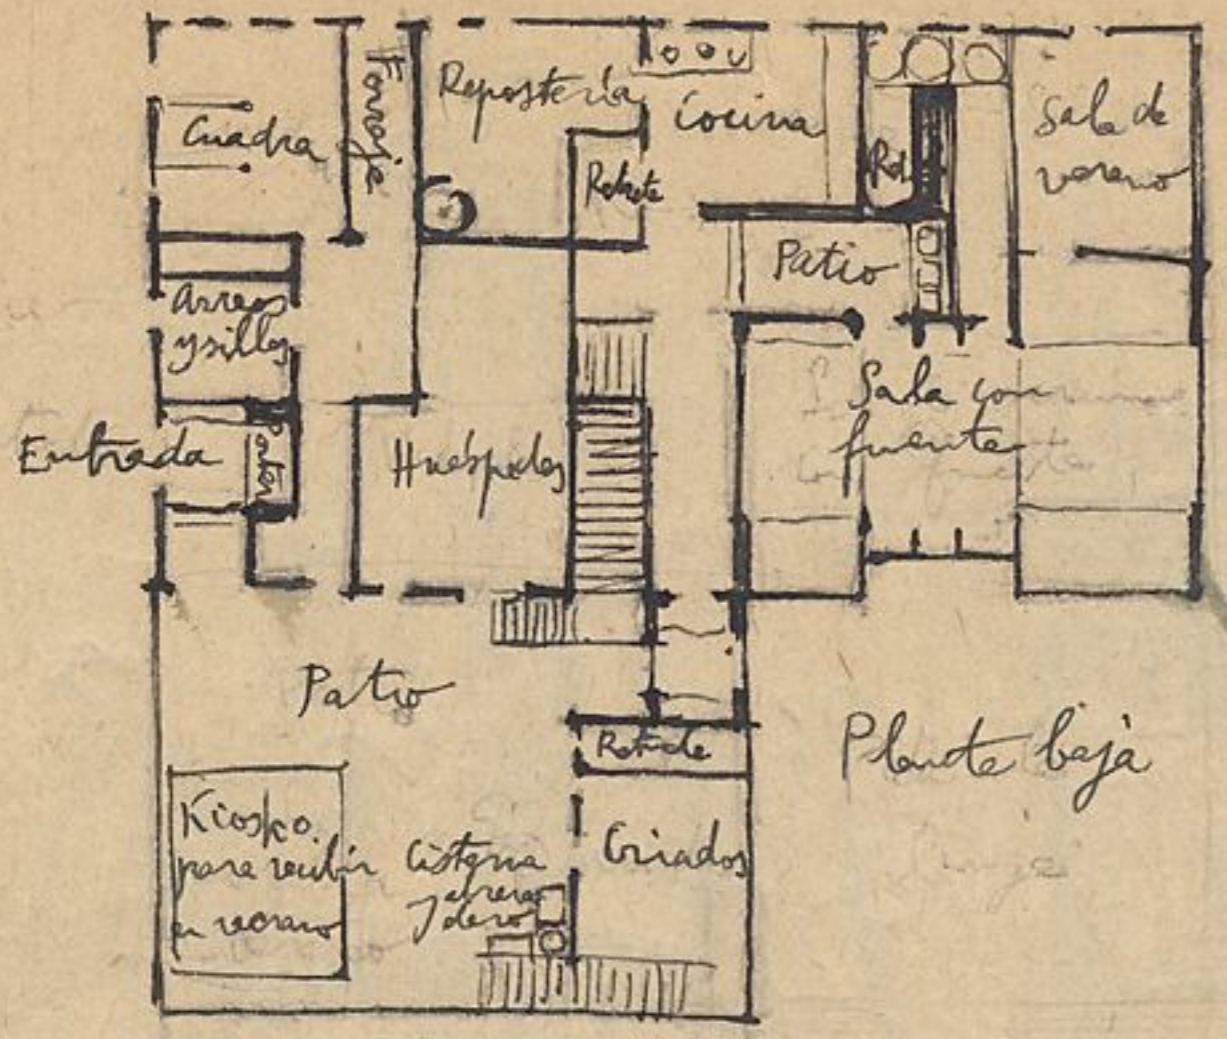 Cuadra
Forraje
Repostería
Cocina
Retrete
Ret
Sala de
verano
Patio
Arreos
y sillas
Entrada
Huéspedes
Sala con
fuente
Patio
Retrete
Planta baja
Kiosko
para recibir
en verano
Cisterna
Criados